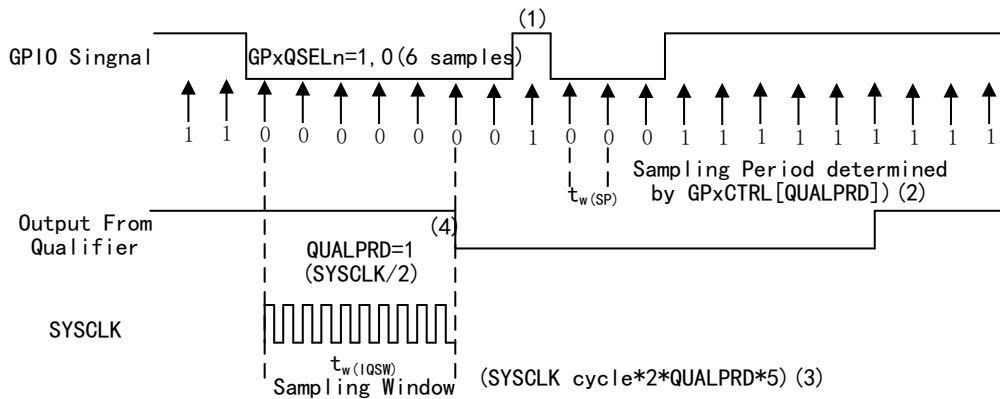 (1)
GPIO Singnal
GPxQSELn=1,0(6 samples)
1 1 0 0 0 0 0 0 0 1 0 0 0 1 1 1 1 1 1 1 1 1
Sampling Period determined
by GPxCTRL[QUALPRD])(2)
tw(SP)
Output From
Qualifier
(4)
QUALPRD=1
(SYSCLK/2)
SYSCLK
tw(IQSW)
Sampling Window
(SYSCLK cycle*2*QUALPRD*5)(3)